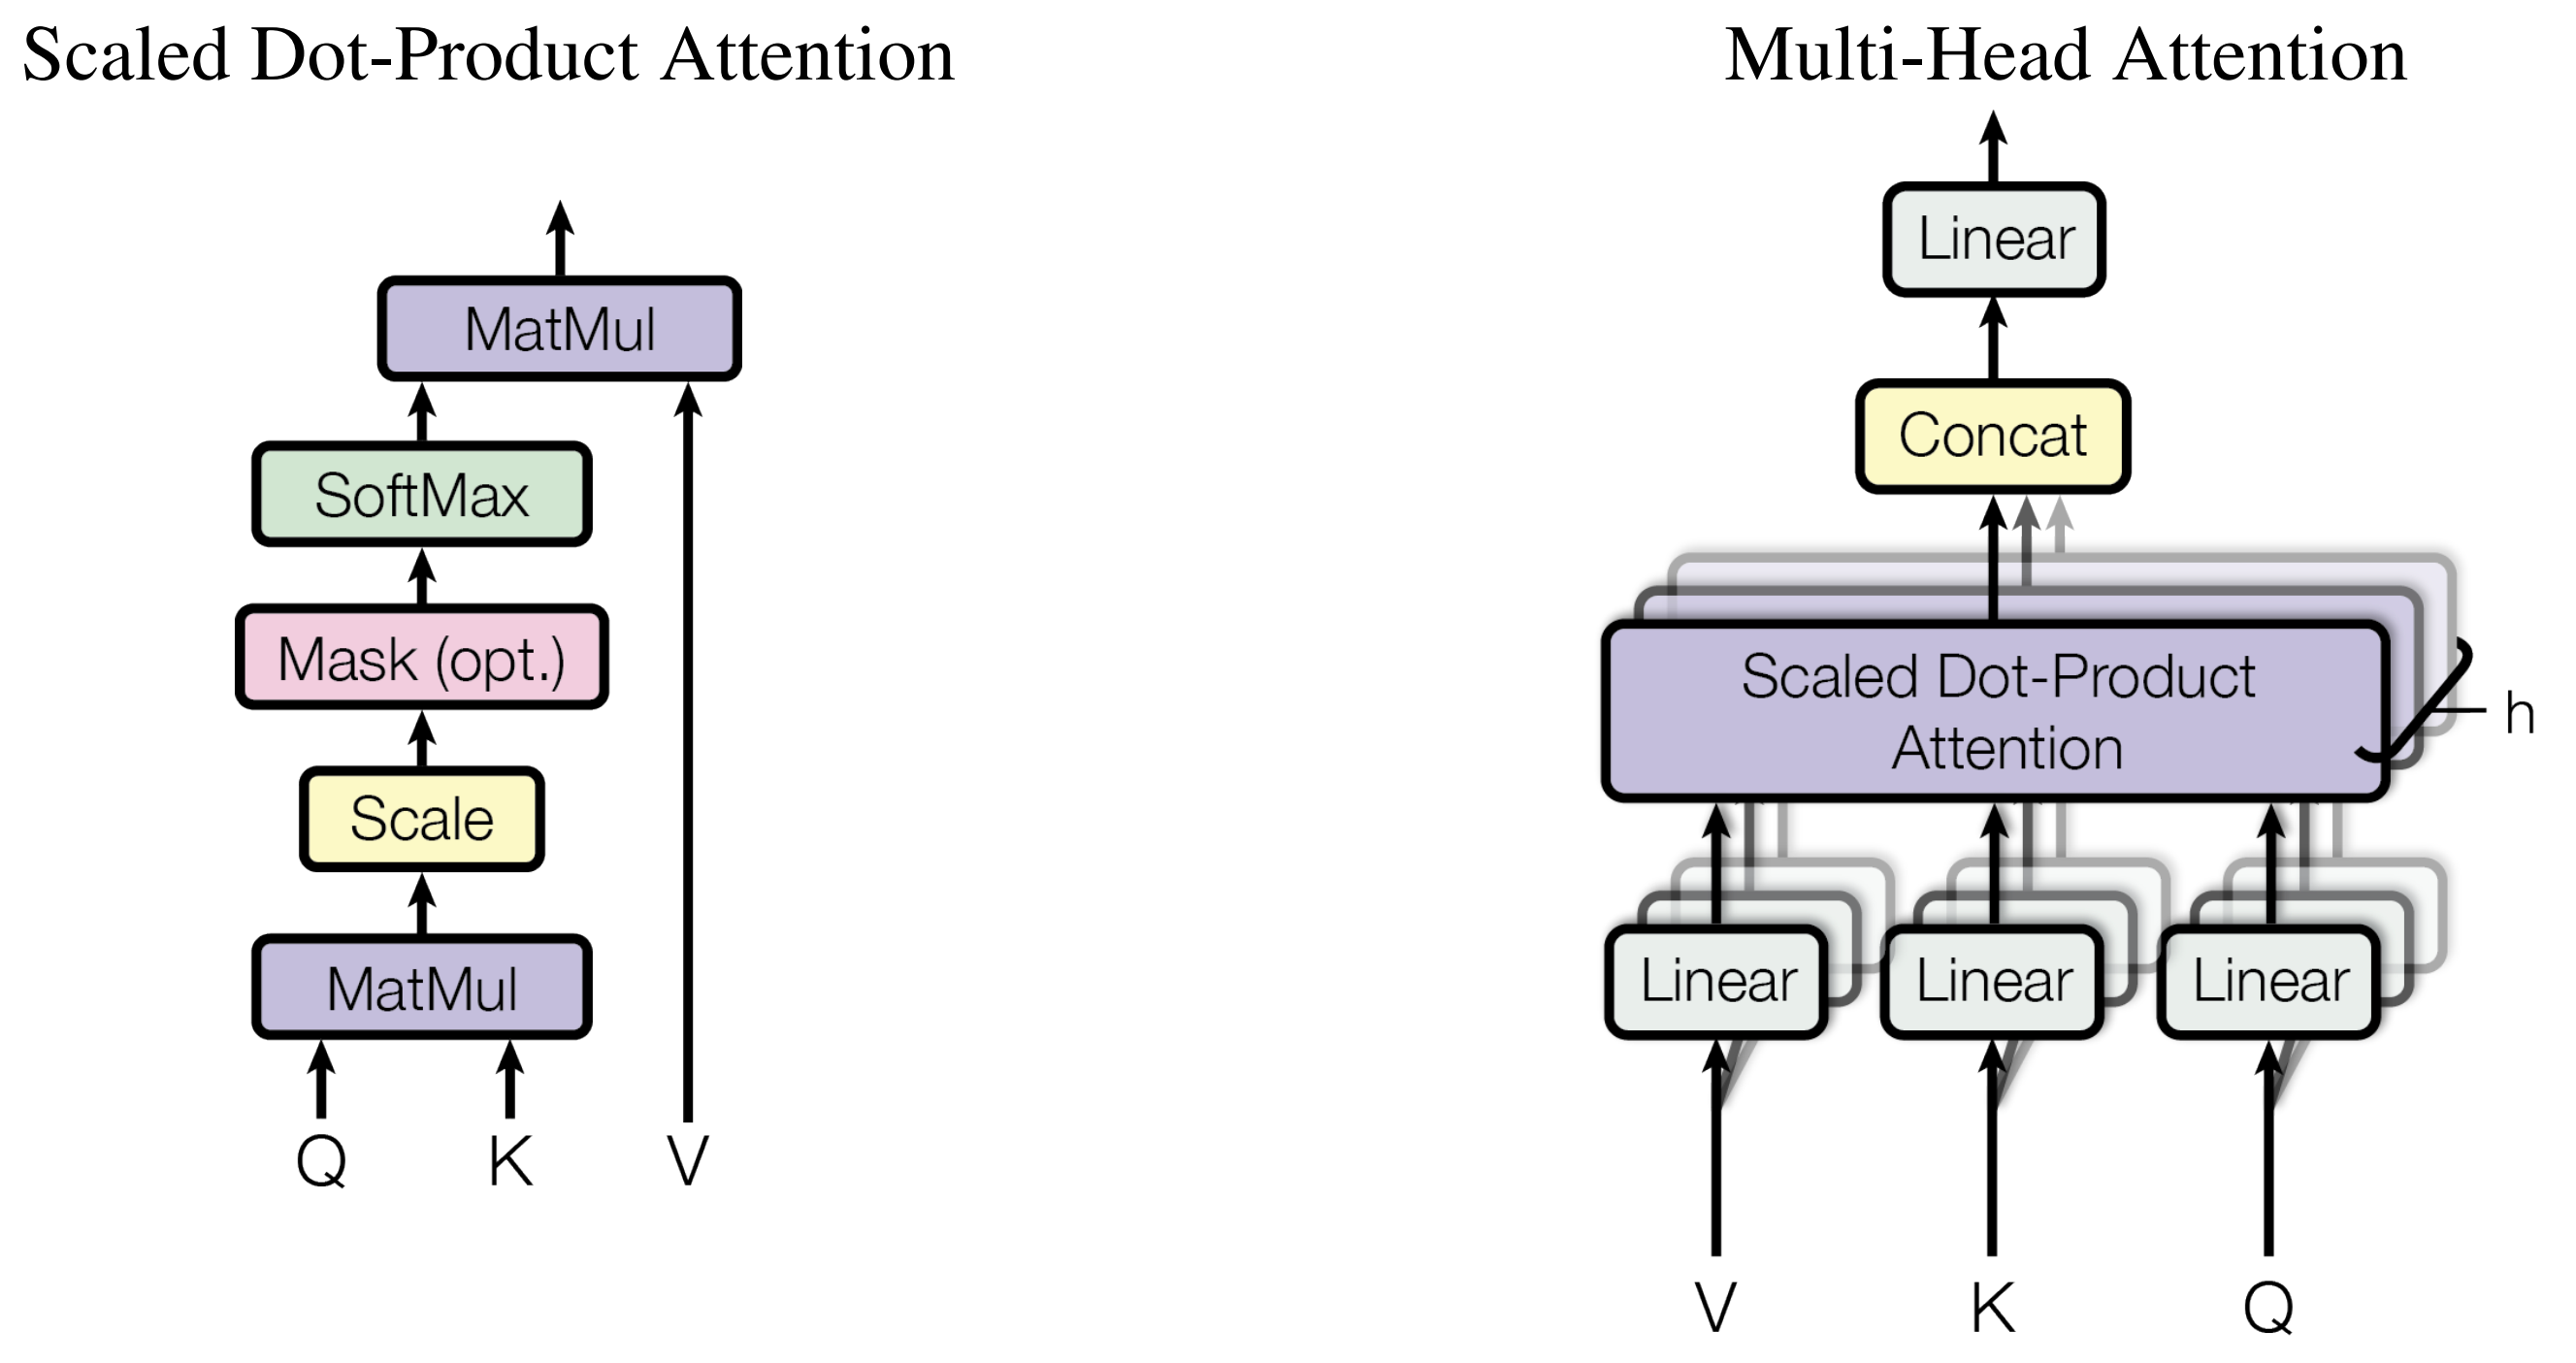 Scaled Dot-Product Attention
MatMul
SoftMax
Mask (opt.)
Scale
MatMul
Q K V
Multi-Head Attention
Linear
Concat
Scaled Dot-Product
Attention
h
Linear Linear Linear
V K Q